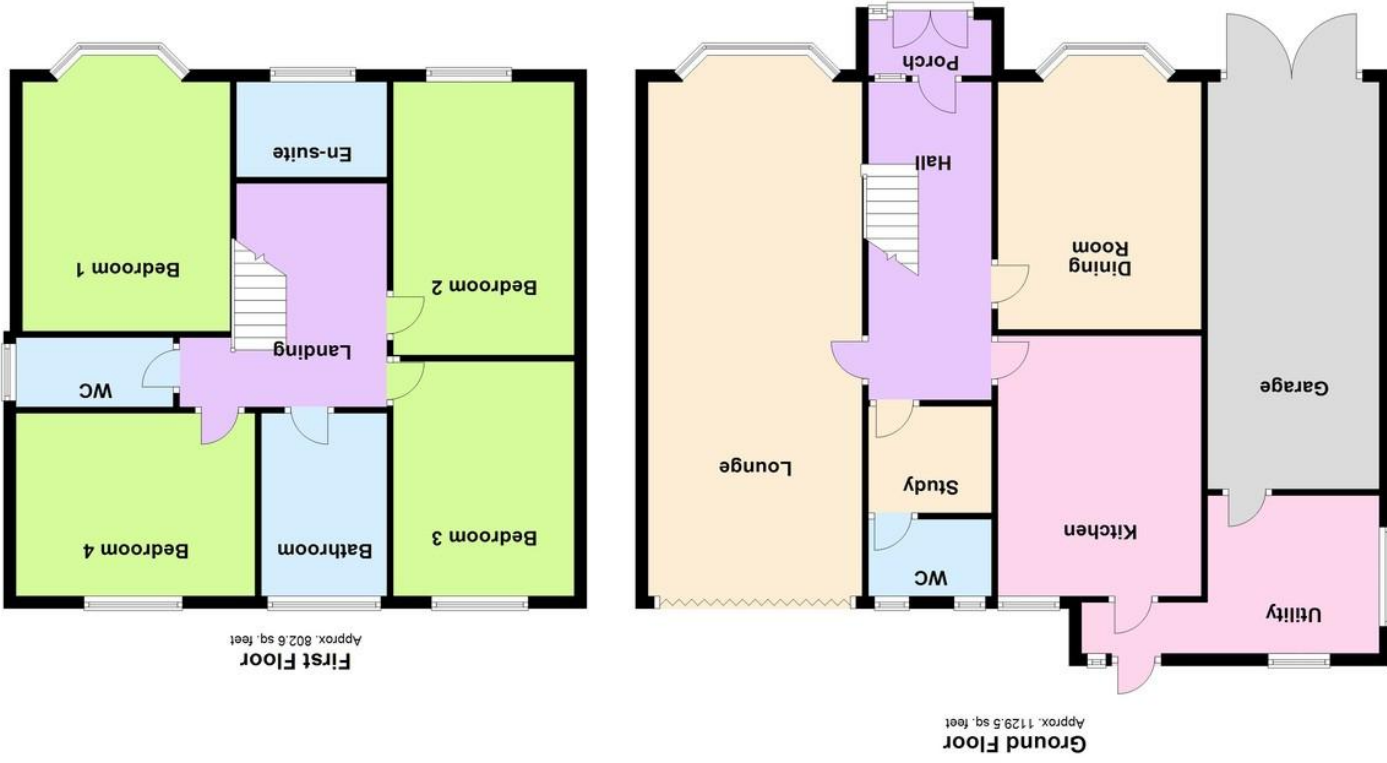 Ground Floor
Approx. 1129.5 sq. feet
Utility
WC
Kitchen
Study
Lounge
Garage
Dining
Room
Hall
Porch
First Floor
Approx. 802.6 sq. feet
Bedroom 3
Bathroom
Bedroom 4
WC
Landing
Bedroom 2
Bedroom 1
En-suite